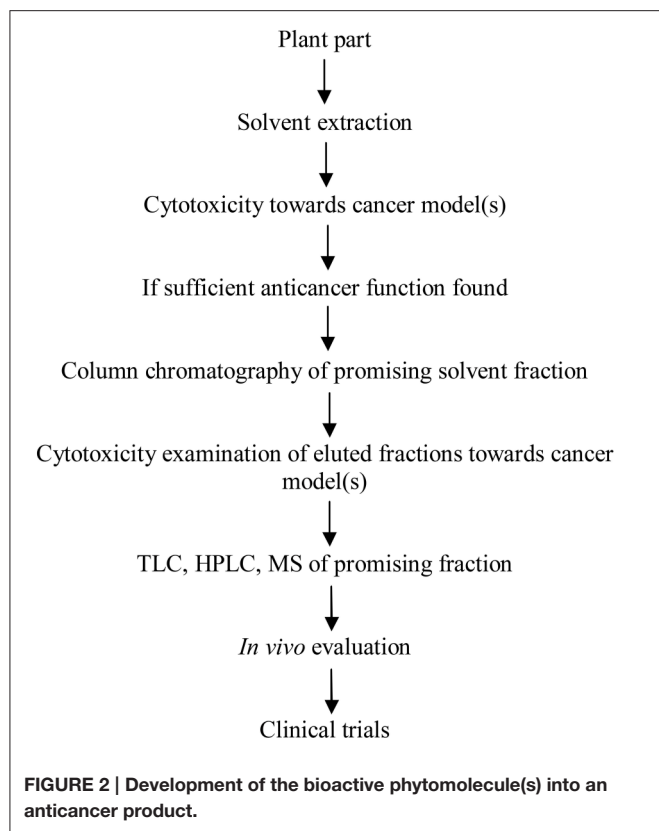 Plant part
Solvent extraction
Cytotoxicity towards cancer model(s)
If sufficient anticancer function found
Column chromatography of promising solvent fraction
Cytotoxicity examination of eluted fractions towards cancer
model(s)
TLC, HPLC, MS of promising fraction
In vivo evaluation
Clinical trials
FIGURE 2 | Development of the bioactive phytomolecule(s) into an
anticancer product.